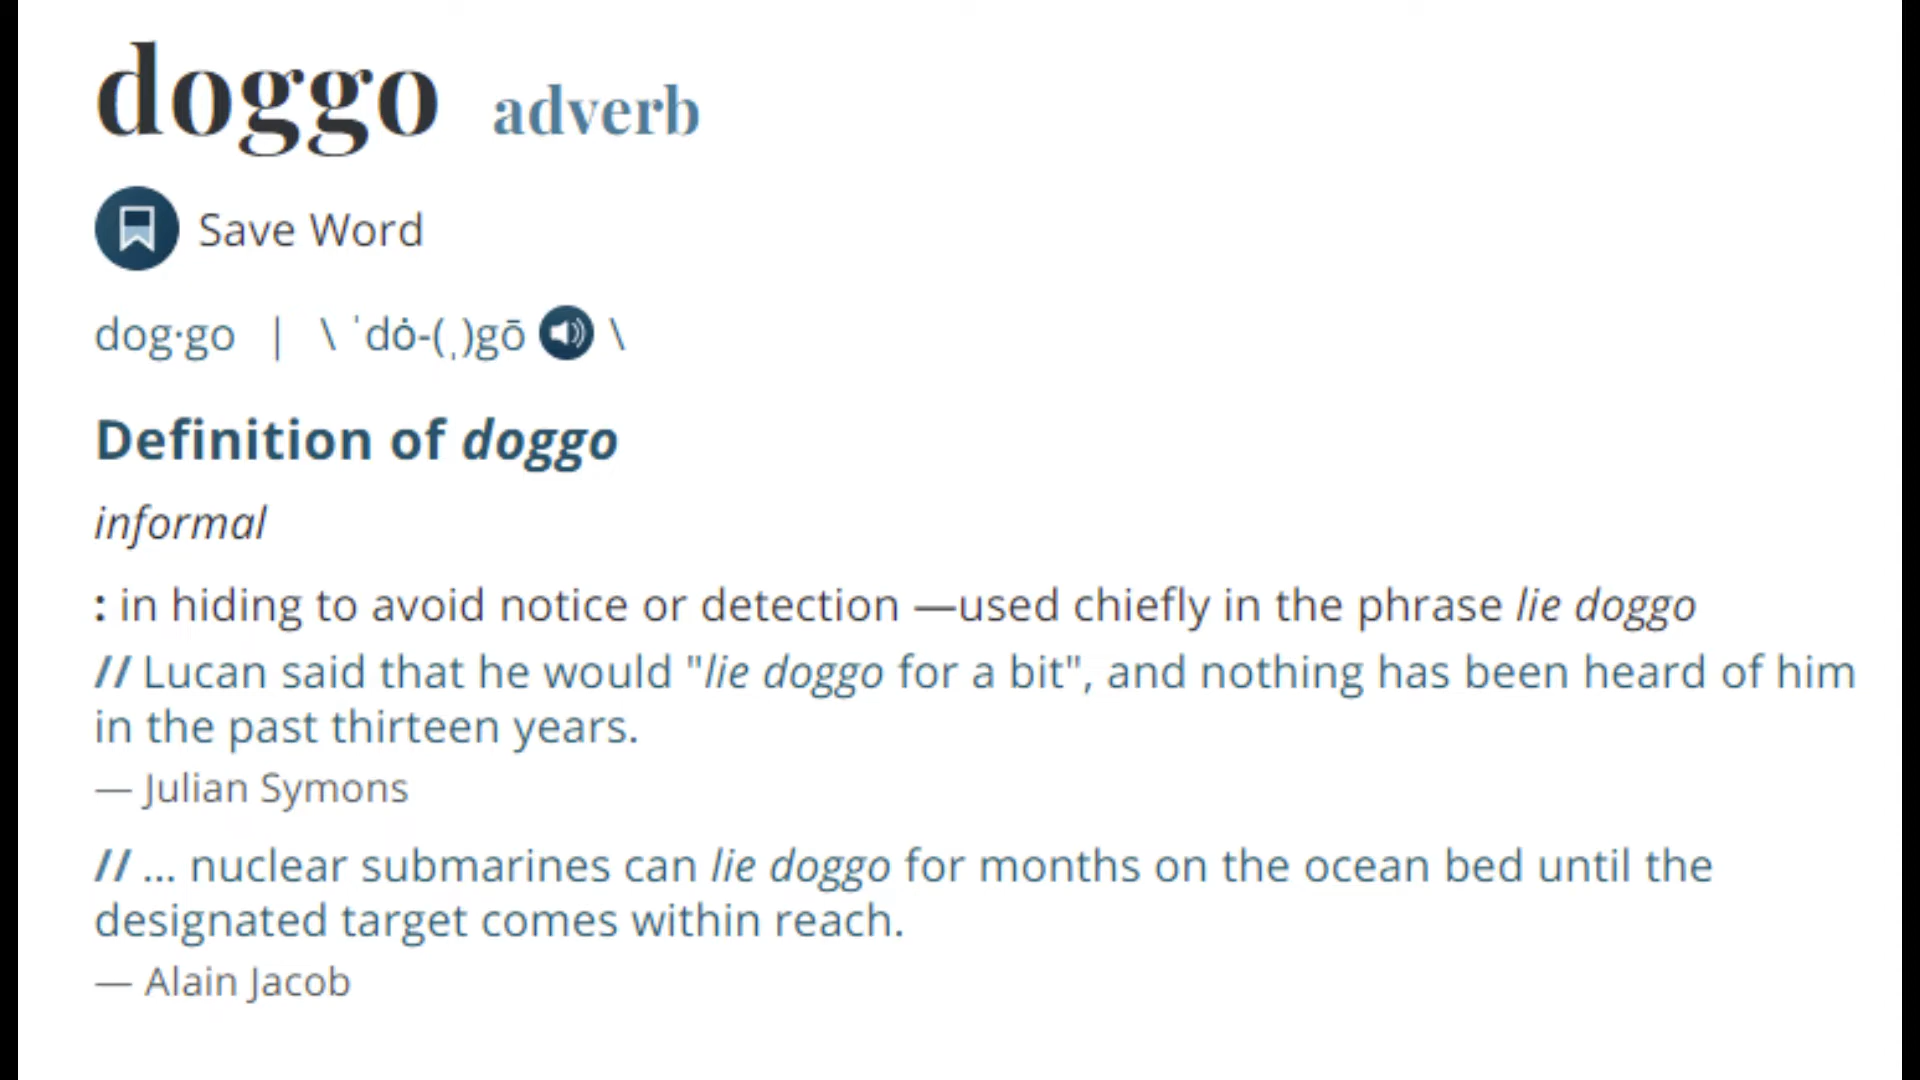 doggo adverb
Save Word
dog·go | \ ˈdȯ-(ˌ)gō \
Definition of doggo
informal
: in hiding to avoid notice or detection —used chiefly in the phrase lie doggo
// Lucan said that he would "lie doggo for a bit", and nothing has been heard of him
in the past thirteen years.
— Julian Symons
// ... nuclear submarines can lie doggo for months on the ocean bed until the
designated target comes within reach.
— Alain Jacob